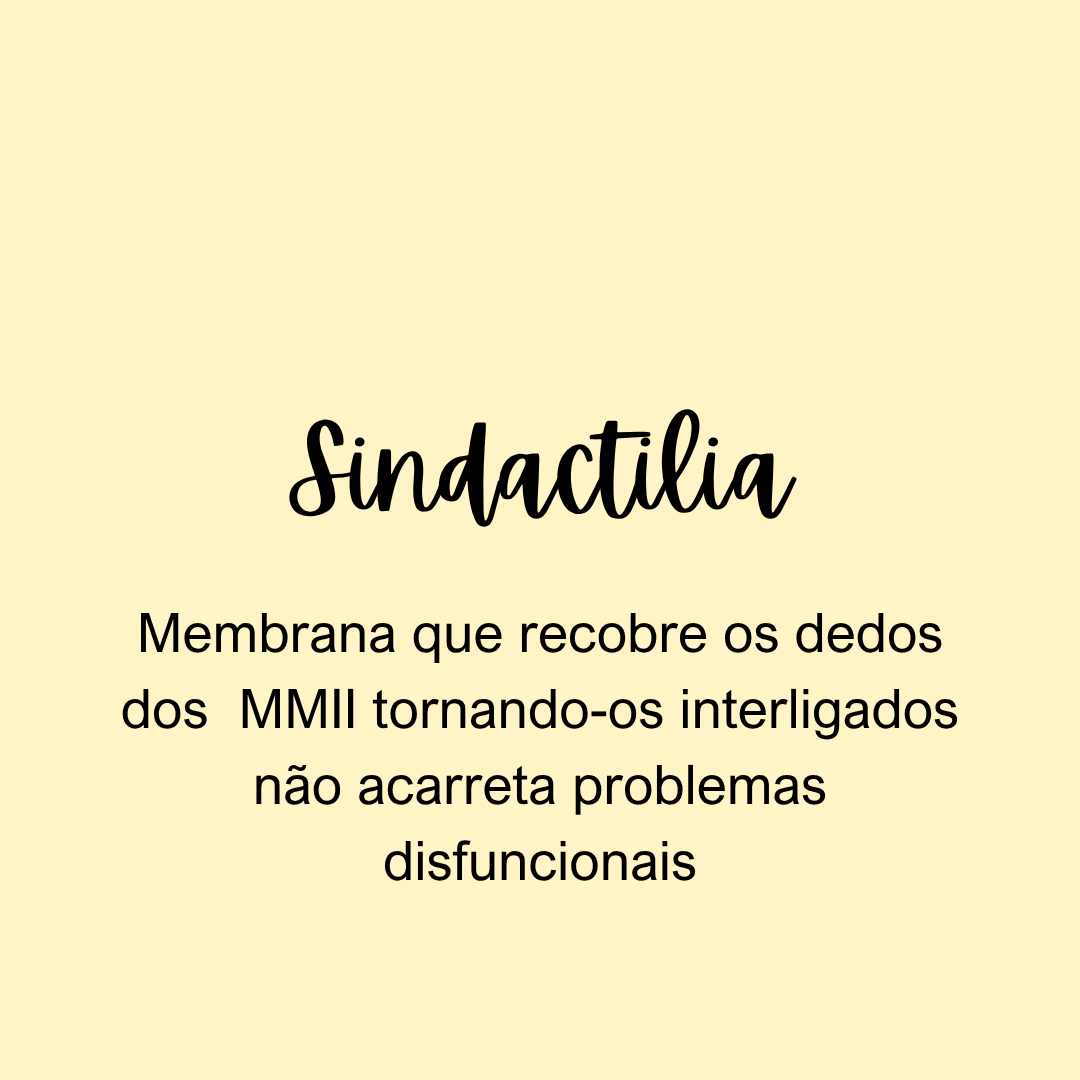 Sindactilia
Membrana que recobre os dedos
dos  MMII tornando-os interligados
não acarreta problemas
disfuncionais